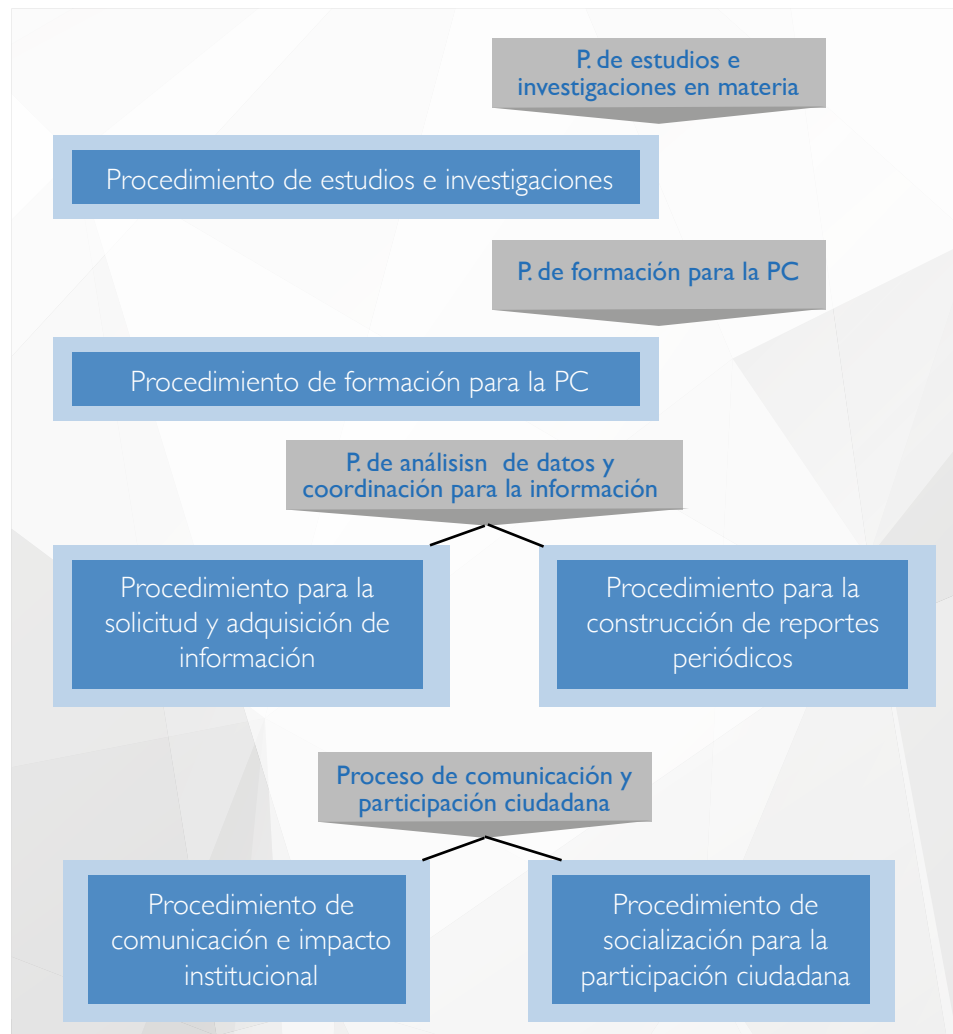 P. de estudios e
investigaciones en materia
Procedimiento de estudios e investigaciones
P. de formación para la PC
Procedimiento de formación para la PC
P. de análisisn de datos y
coordinación para la información
Procedimiento para la
solicitud y adquisición de
información
Procedimiento para la
construcción de reportes
periódicos
Proceso de comunicación y
participación ciudadana
Procedimiento de
comunicación e impacto
institucional
Procedimiento de
socialización para la
participación ciudadana